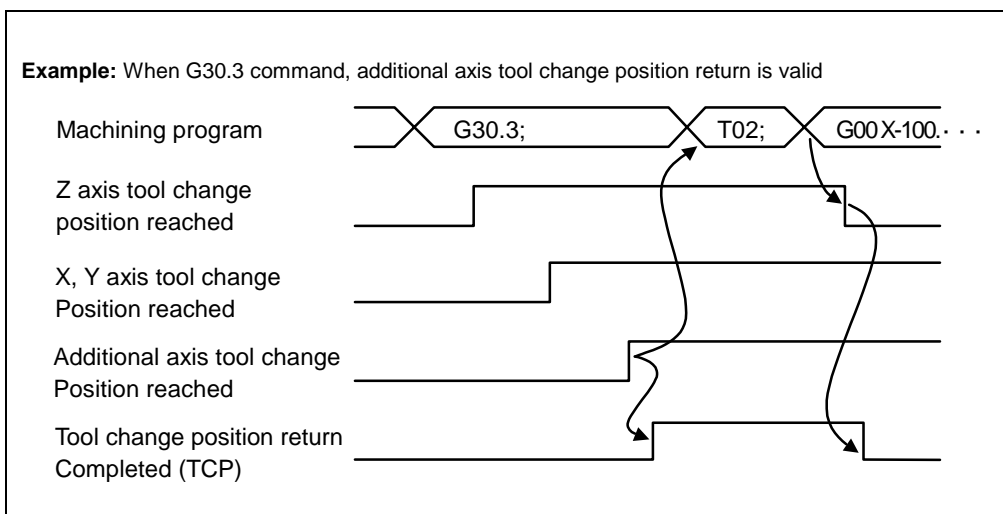 Example: When G30.3 command, additional axis tool change position return is valid
Machining program
G30.3;
T02;
G00 X-100. · · ·
Z axis tool change
position reached
X, Y axis tool change
Position reached
Additional axis tool change
Position reached
Tool change position return
Completed (TCP)